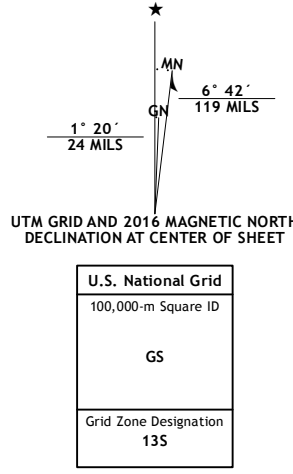 ★
MN
GN
6° 42´
119 MILS
1° 20´
24 MILS
UTM GRID AND 2016 MAGNETIC NORTH
DECLINATION AT CENTER OF SHEET
U.S. National Grid
100,000-m Square ID
GS
Grid Zone Designation
13S